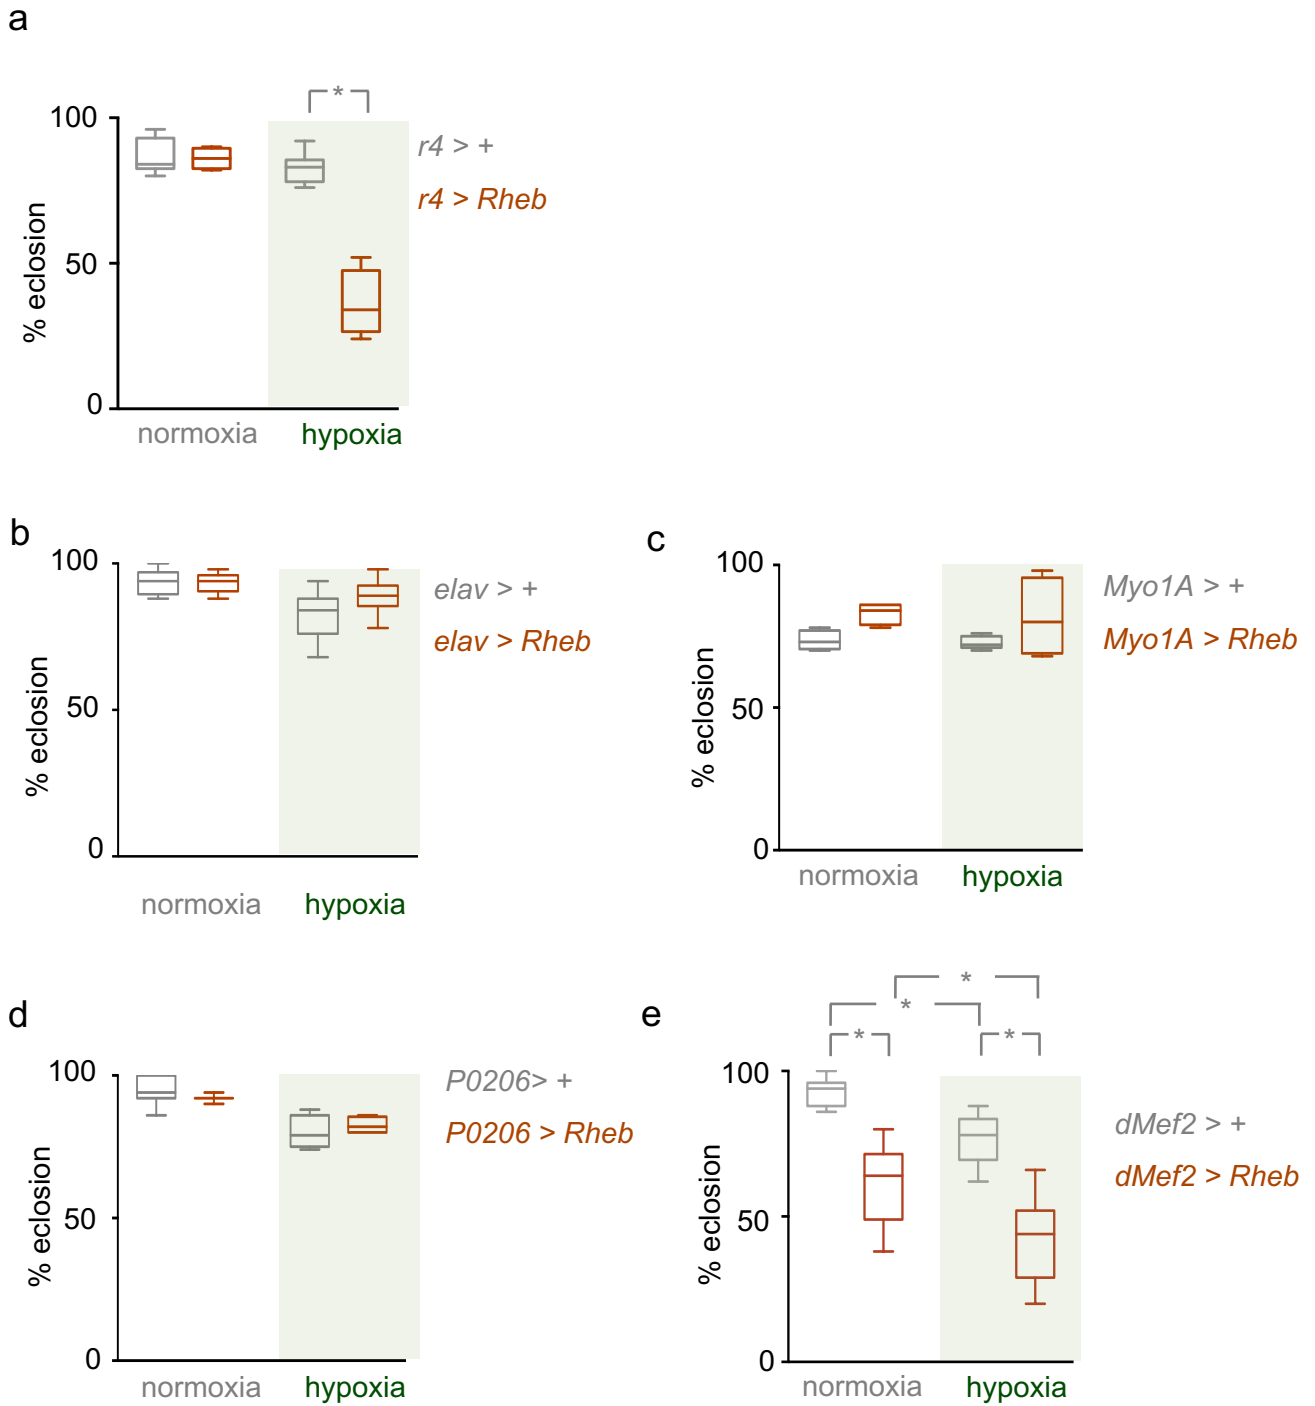 a
*
100
50
0
% eclosion
r4 > +
r4 > Rheb
normoxia
hypoxia
b
100
50
0
% eclosion
elav > +
elav > Rheb
normoxia
hypoxia
c
100
50
0
% eclosion
Myo1A > +
Myo1A > Rheb
normoxia
hypoxia
d
100
50
0
% eclosion
P0206> +
P0206 > Rheb
normoxia
hypoxia
e
*
*
*
*
100
50
0
% eclosion
dMef2 > +
dMef2 > Rheb
normoxia
hypoxia